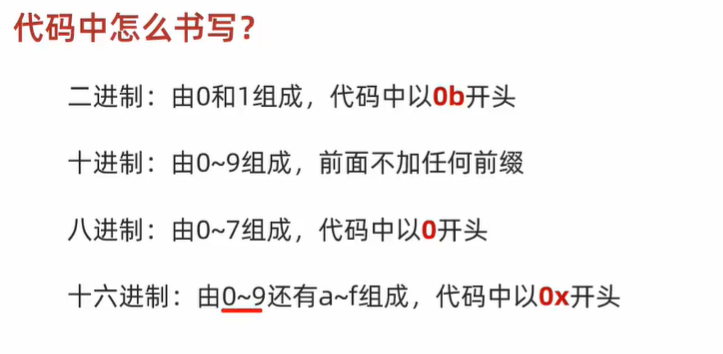 代码中怎么书写？
二进制：由0和1组成，代码中以0b开头
十进制：由0~9组成，前面不加任何前缀
八进制：由0~7组成，代码中以0开头
十六进制：由0~9还有a~f组成，代码中以0x开头